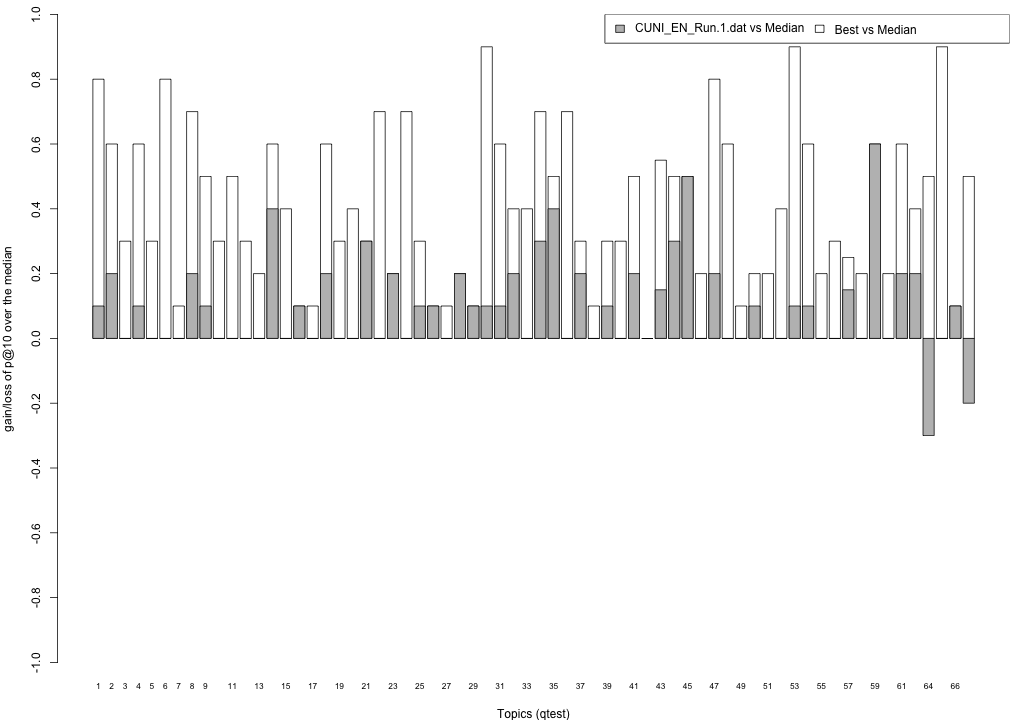 CUNI_EN_Run.1.dat vs Median Best vs Median
gain/loss of p@10 over the median
1.0
0.8
0.6
0.4
0.2
0.0
-0.2
-0.4
-0.6
-0.8
-1.0
1 2 3 4 5 6 7 8 9 11 13 15 17 19 21 23 25 27 29 31 33 35 37 39 41 43 45 47 49 51 53 55 57 59 61 64 66
Topics (qtest)